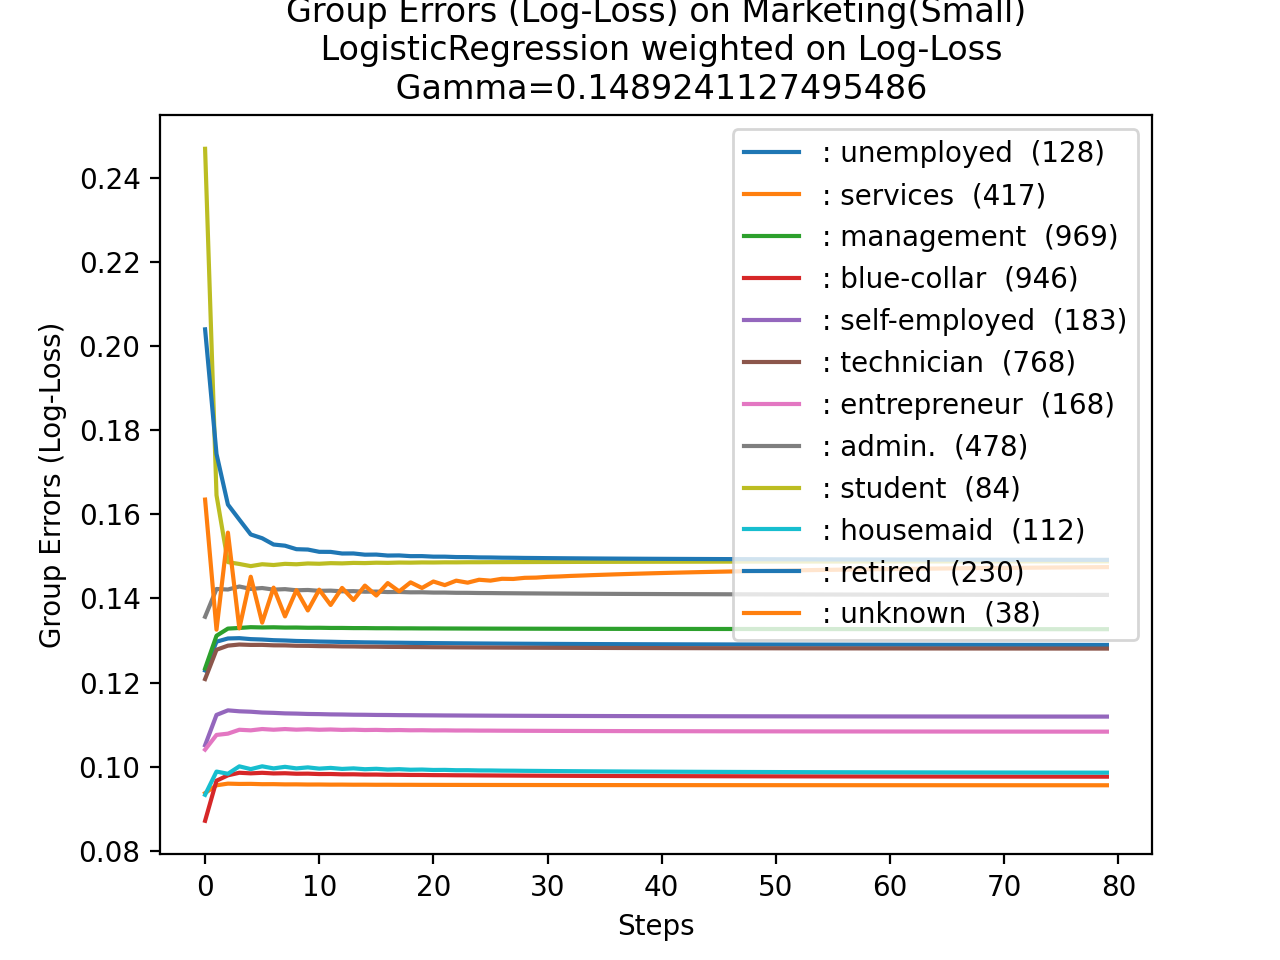 Group Errors (Log-Loss) on Marketing(Small)
LogisticRegression weighted on Log-Loss
Gamma=0.1489241127495486
Group Errors (Log-Loss)
0.24
0.22
0.20
0.18
0.16
0.14
0.12
0.10
0.08
: unemployed (128)
: services (417)
: management (969)
: blue-collar (946)
: self-employed (183)
: technician (768)
: entrepreneur (168)
: admin. (478)
: student (84)
: housemaid (112)
: retired (230)
: unknown (38)
0 10 20 30 40 50 60 70 80
Steps